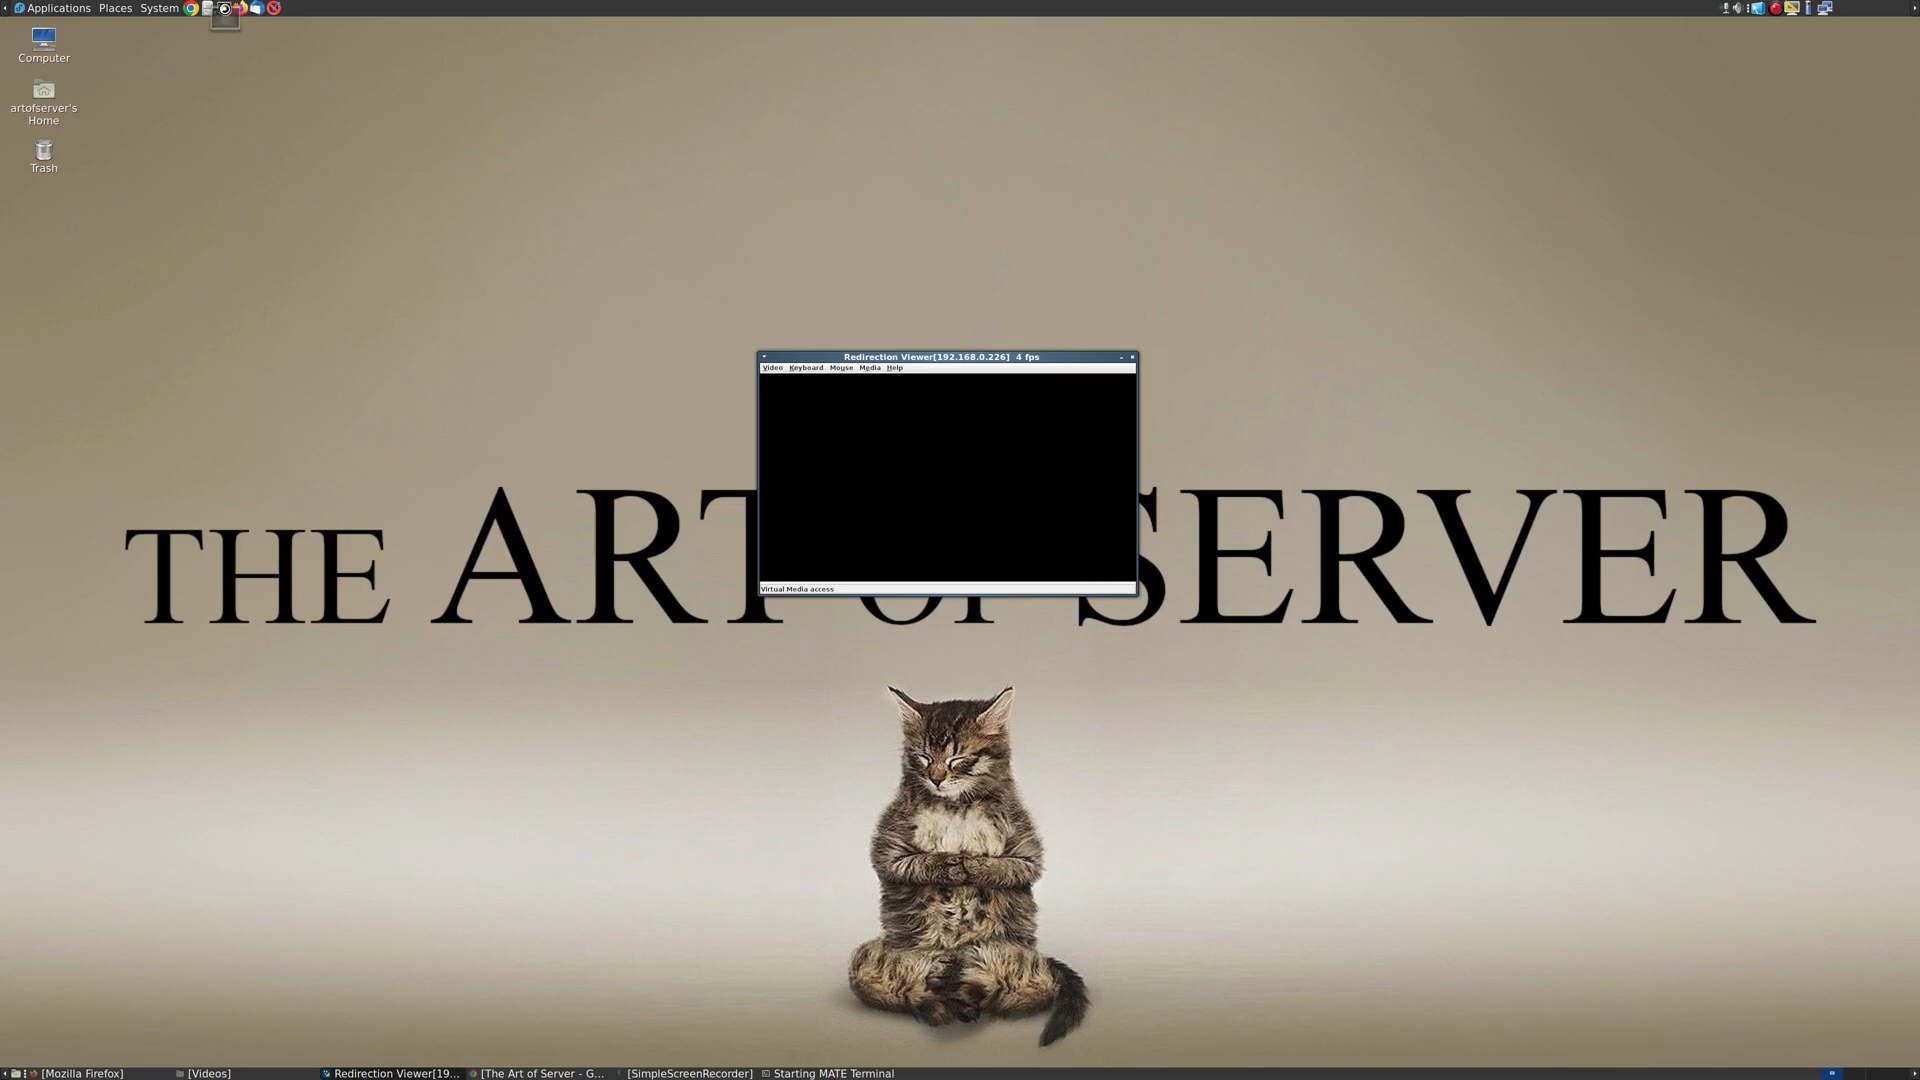 Applications Places System
Computer
artofserver's
Home
Trash
Redirection Viewer[192.168.0.226] 4 fps
Video Keyboard Mouse Media Help
THE ART OF SERVER
Virtual Media access
[Mozilla Firefox] [Videos] Redirection Viewer[19... [The Art of Server - G... [SimpleScreenRecorder] Starting MATE Terminal